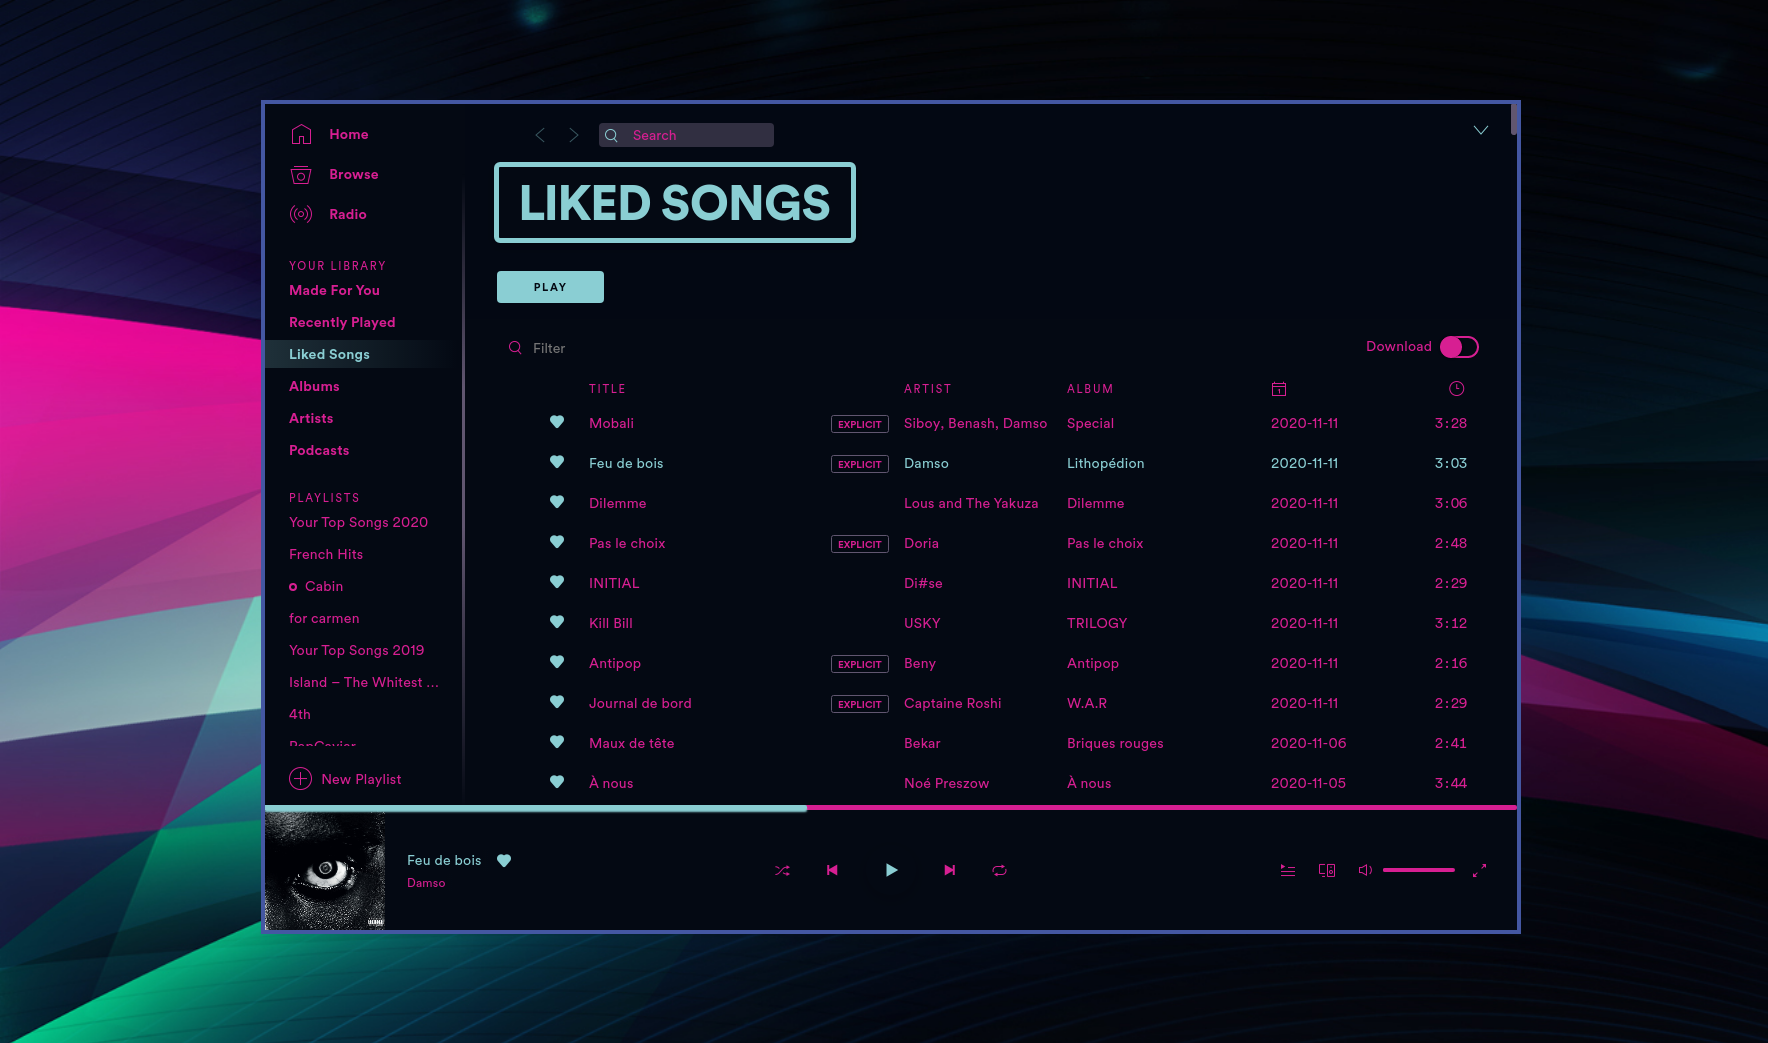 Home
Browse
Radio
YOUR LIBRARY
Made For You
Recently Played
Liked Songs
Albums
Artists
Podcasts
PLAYLISTS
Your Top Songs 2020
French Hits
Cabin
for carmen
Your Top Songs 2019
Island – The Whitest ...
4th
New Playlist
Search
LIKED SONGS
PLAY
Filter
Download
TITLE ARTIST ALBUM
Mobali EXPLICIT Siboy, Benash, Damso Special 2020-11-11 3:28
Feu de bois EXPLICIT Damso Lithopédion 2020-11-11 3:03
Dilemme Lous and The Yakuza Dilemme 2020-11-11 3:06
Pas le choix EXPLICIT Doria Pas le choix 2020-11-11 2:48
INITIAL Di#se INITIAL 2020-11-11 2:29
Kill Bill USKY TRILOGY 2020-11-11 3:12
Antipop EXPLICIT Beny Antipop 2020-11-11 2:16
Journal de bord EXPLICIT Captaine Roshi W.A.R 2020-11-11 2:29
Maux de tête Bekar Briques rouges 2020-11-06 2:41
À nous Noé Preszow À nous 2020-11-05 3:44
Feu de bois
Damso